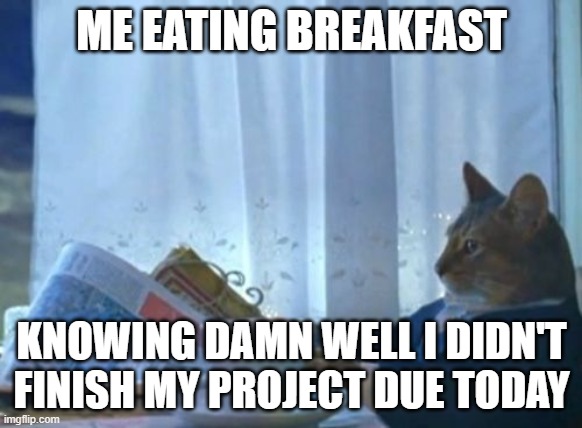 ME EATING BREAKFAST
KNOWING DAMN WELL I DIDN'T
FINISH MY PROJECT DUE TODAY
imgflip.com